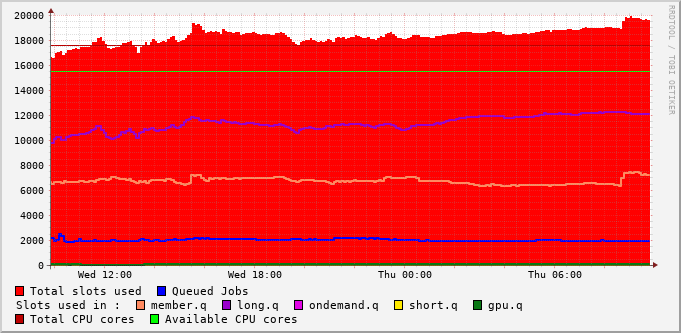 RRDTOOL / TOBI OETIKER
20000
18000
16000
14000
12000
10000
8000
6000
4000
2000
0
Wed 12:00 Wed 18:00 Thu 00:00 Thu 06:00
Total slots used Queued Jobs
Slots used in : member.q long.q ondemand.q short.q gpu.q
Total CPU cores Available CPU cores